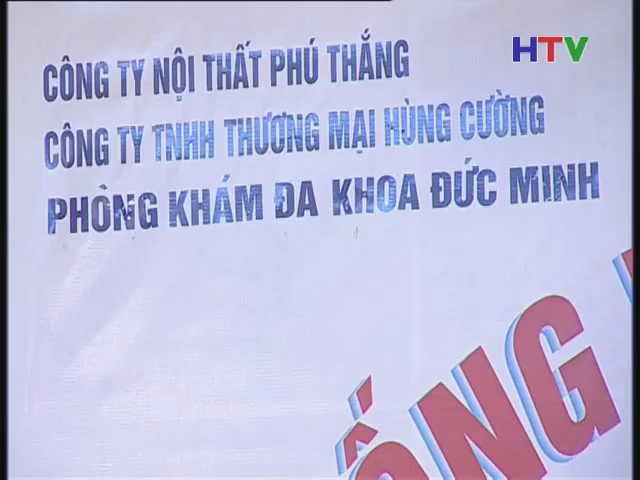 HTV
CÔNG TY NỘI THẤT PHÚ THẮNG
CÔNG TY TNHH THƯƠNG MẠI HÙNG CƯỜNG
PHÒNG KHÁM ĐA KHOA ĐỨC MINH